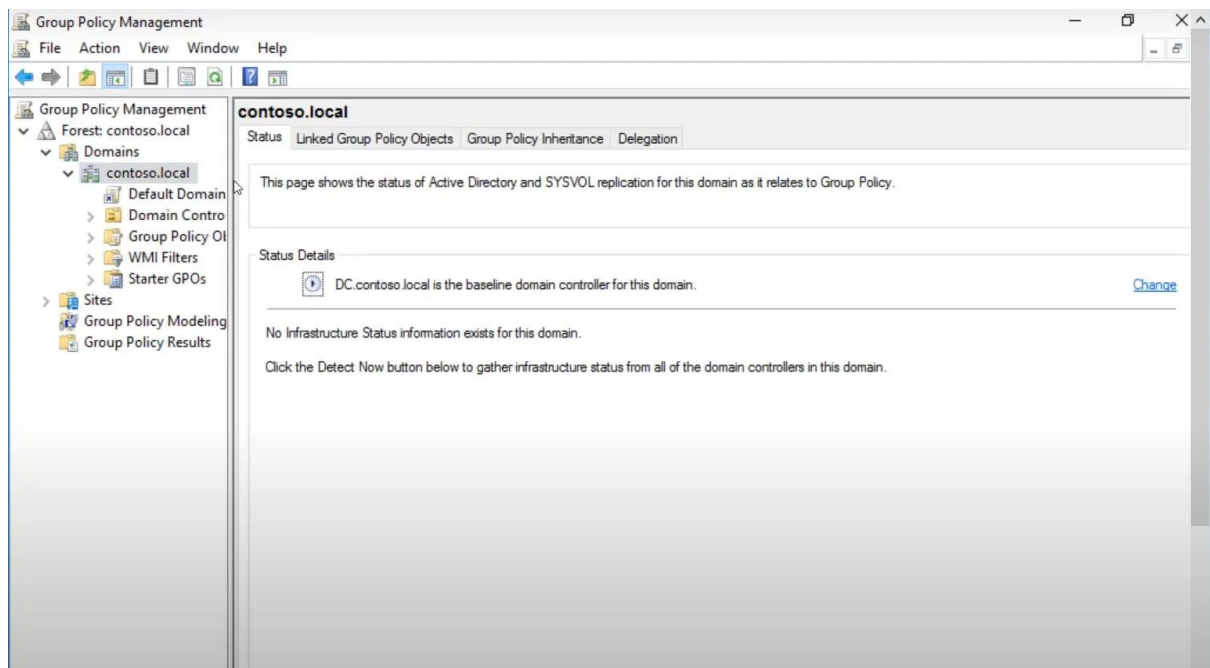 Group Policy Management
File Action View Window Help
Group Policy Management
Forest: contoso.local
Domains
contoso.local
Default Domain
Domain Contro
Group Policy Ob
WMI Filters
Starter GPOs
Sites
Group Policy Modeling
Group Policy Results
contoso.local
Status Linked Group Policy Objects Group Policy Inheritance Delegation
This page shows the status of Active Directory and SYSVOL replication for this domain as it relates to Group Policy.
Status Details
DC.contoso.local is the baseline domain controller for this domain.
Change
No Infrastructure Status information exists for this domain.
Click the Detect Now button below to gather infrastructure status from all of the domain controllers in this domain.